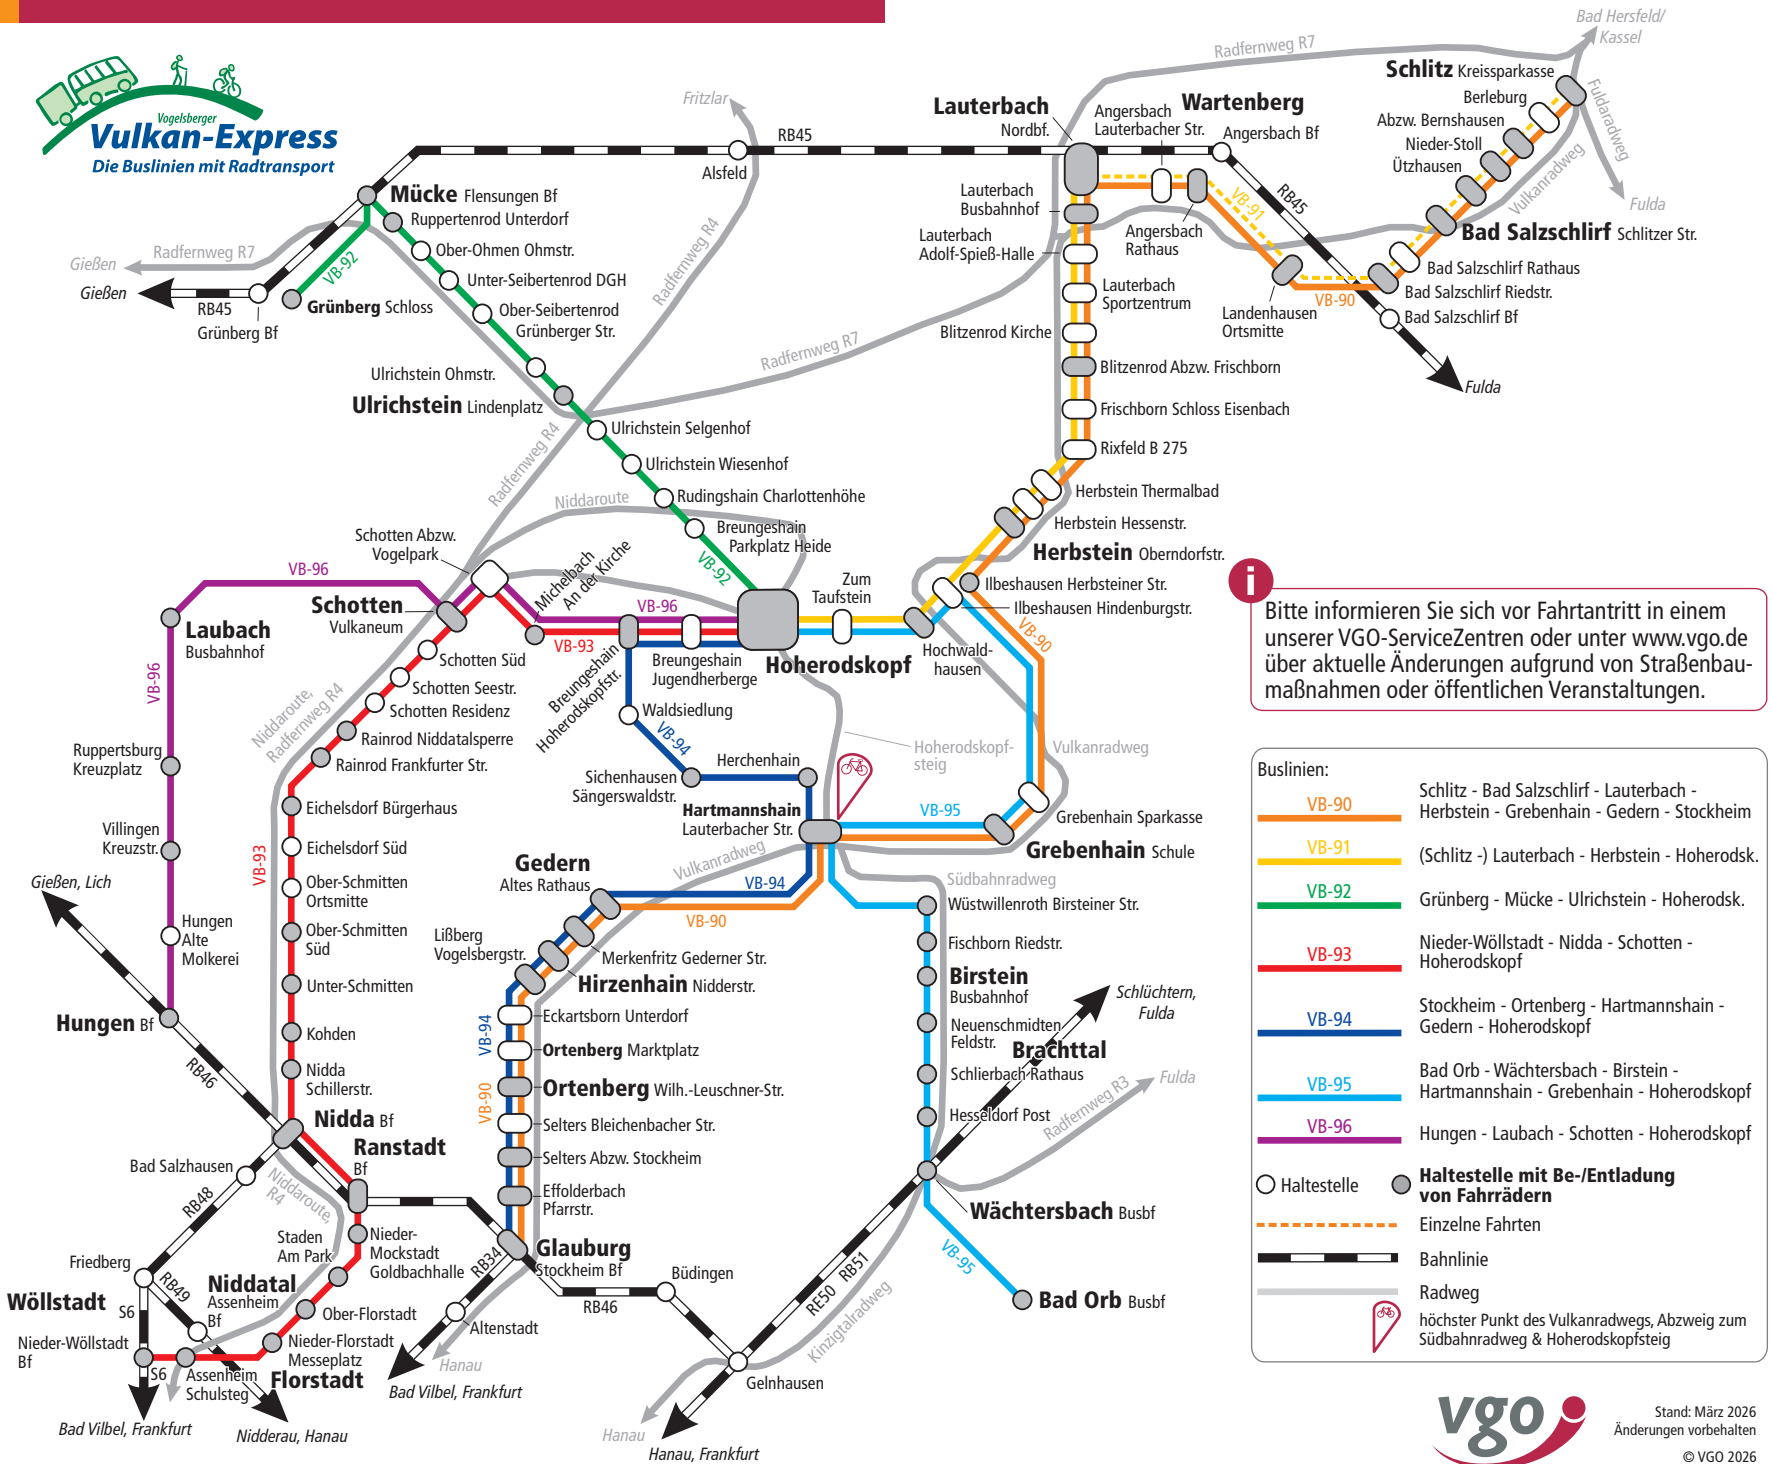 Vogelsberger
Vulkan-Express
Die Buslinien mit Radtransport
Bad Hersfeld/
Kassel
Radfernweg R7
Schlitz Kreissparkasse
Berleburg
Abzw. Bernshausen
Nieder-Stoll
Ützhausen
Fuldaradweg
Vulkanradweg
Fulda
Fritzlar
RB45
Alsfeld
Lauterbach
Nordbf.
Angersbach
Lauterbacher Str.
Wartenberg
Angersbach Bf
RB45
VB-91
Lauterbach
Busbahnhof
Lauterbach
Adolf-Spieß-Halle
Angersbach
Rathaus
Bad Salzschlirf Schlitzer Str.
Bad Salzschlirf Rathaus
Bad Salzschlirf Riedstr.
Bad Salzschlirf Bf
VB-90
Landenhausen
Ortsmitte
Fulda
Lauterbach
Sportzentrum
Blitzenrod Kirche
Blitzenrod Abzw. Frischborn
Frischborn Schloss Eisenbach
Rixfeld B 275
Herbstein Thermalbad
Herbstein Hessenstr.
Herbstein Oberndorfstr.
Ilbeshausen Herbsteiner Str.
Ilbeshausen Hindenburgstr.
VB-90
Mücke Flensungen Bf
Ruppertenrod Unterdorf
Ober-Ohmen Ohmstr.
Unter-Seibertenrod DGH
Ober-Seibertenrod
Grünberger Str.
Radfernweg R7
Gießen
Gießen
RB45
Grünberg Bf
VB-92
Grünberg Schloss
Radfernweg R4
Radfernweg R7
Ulrichstein Ohmstr.
Ulrichstein Lindenplatz
Ulrichstein Selgenhof
Ulrichstein Wiesenhof
Rudingshain Charlottenhöhe
Breungeshain
Parkplatz Heide
Radfernweg R4
Niddaroute
VB-92
Schotten Abzw.
Vogelpark
Michelbach
An der Kirche
VB-96
VB-96
VB-93
Schotten
Vulkaneum
Laubach
Busbahnhof
VB-96
Zum
Taufstein
Hoherodskopf
Hochwald-
hausen
Breungeshain
Jugendherberge
Breungeshain
Hoherodskopfstr.
Schotten Süd
Schotten Seestr.
Schotten Residenz
Rainrod Niddatalsperre
Rainrod Frankfurter Str.
Niddaroute,
Radfernweg R4
Waldsiedlung
VB-94
Herchenhain
Sichenhausen
Sängerswaldstr.
Hoherodskopf-
steig
Vulkanradweg
Hartmannshain
Lauterbacher Str.
VB-95
Grebenhain Sparkasse
Grebenhain Schule
Ruppertsburg
Kreuzplatz
Villingen
Kreuzstr.
Hungen
Alte
Molkerei
Gießen, Lich
Hungen Bf
RB46
Eichelsdorf Bürgerhaus
Eichelsdorf Süd
VB-93
Ober-Schmitten
Ortsmitte
Ober-Schmitten
Süd
Unter-Schmitten
Kohden
Nidda
Schillerstr.
Nidda Bf
Ranstadt
Bf
Gedern
Altes Rathaus
Vulkanradweg
VB-94
VB-90
Lißberg
Vogelsbergstr.
Merkenfritz Gederner Str.
Hirzenhain Nidderstr.
Eckartsborn Unterdorf
VB-94
Ortenberg Marktplatz
Ortenberg Wilh.-Leuschner-Str.
VB-90
Selters Bleichenbacher Str.
Selters Abzw. Stockheim
Effolderbach
Pfarrstr.
Glauburg
Stockheim Bf
Südbahnradweg
Wüstwillenroth Birsteiner Str.
Fischborn Riedstr.
Birstein
Busbahnhof
Neuenschmidten
Feldstr.
Brachttal
Schlierbach Rathaus
Hesseldorf Post
Schlüchtern,
Fulda
Fulda
Radfernweg R3
Wächtersbach Busbf
VB-95
Bad Orb Busbf
Bad Salzhausen
RB48
Niddaroute,
R4
Staden
Am Park
Nieder-
Mockstadt
Goldbachhalle
Friedberg
RB49
Wöllstadt
S6
Niddatal
Assenheim
Bf
Nieder-Wöllstadt
Bf
S6
Assenheim
Schulsteg
Ober-Florstadt
Nieder-Florstadt
Messeplatz
Florstadt
Bad Vilbel, Frankfurt
Nidderau, Hanau
RB34
Altenstadt
Hanau
Bad Vilbel, Frankfurt
RB46
Büdingen
Gelnhausen
RE50 RB51
Kinzigtalradweg
Hanau
Hanau, Frankfurt
i
Bitte informieren Sie sich vor Fahrtantritt in einem
unserer VGO-ServiceZentren oder unter www.vgo.de
über aktuelle Änderungen aufgrund von Straßenbau-
maßnahmen oder öffentlichen Veranstaltungen.
Buslinien:
VB-90
Schlitz - Bad Salzschlirf - Lauterbach -
Herbstein - Grebenhain - Gedern - Stockheim
VB-91
(Schlitz -) Lauterbach - Herbstein - Hoherodsk.
VB-92
Grünberg - Mücke - Ulrichstein - Hoherodsk.
VB-93
Nieder-Wöllstadt - Nidda - Schotten -
Hoherodskopf
VB-94
Stockheim - Ortenberg - Hartmannshain -
Gedern - Hoherodskopf
VB-95
Bad Orb - Wächtersbach - Birstein -
Hartmannshain - Grebenhain - Hoherodskopf
VB-96
Hungen - Laubach - Schotten - Hoherodskopf
Haltestelle
Haltestelle mit Be-/Entladung
von Fahrrädern
Einzelne Fahrten
Bahnlinie
Radweg
höchster Punkt des Vulkanradwegs, Abzweig zum
Südbahnradweg & Hoherodskopfsteig
vgo
Stand: März 2026
Änderungen vorbehalten
© VGO 2026